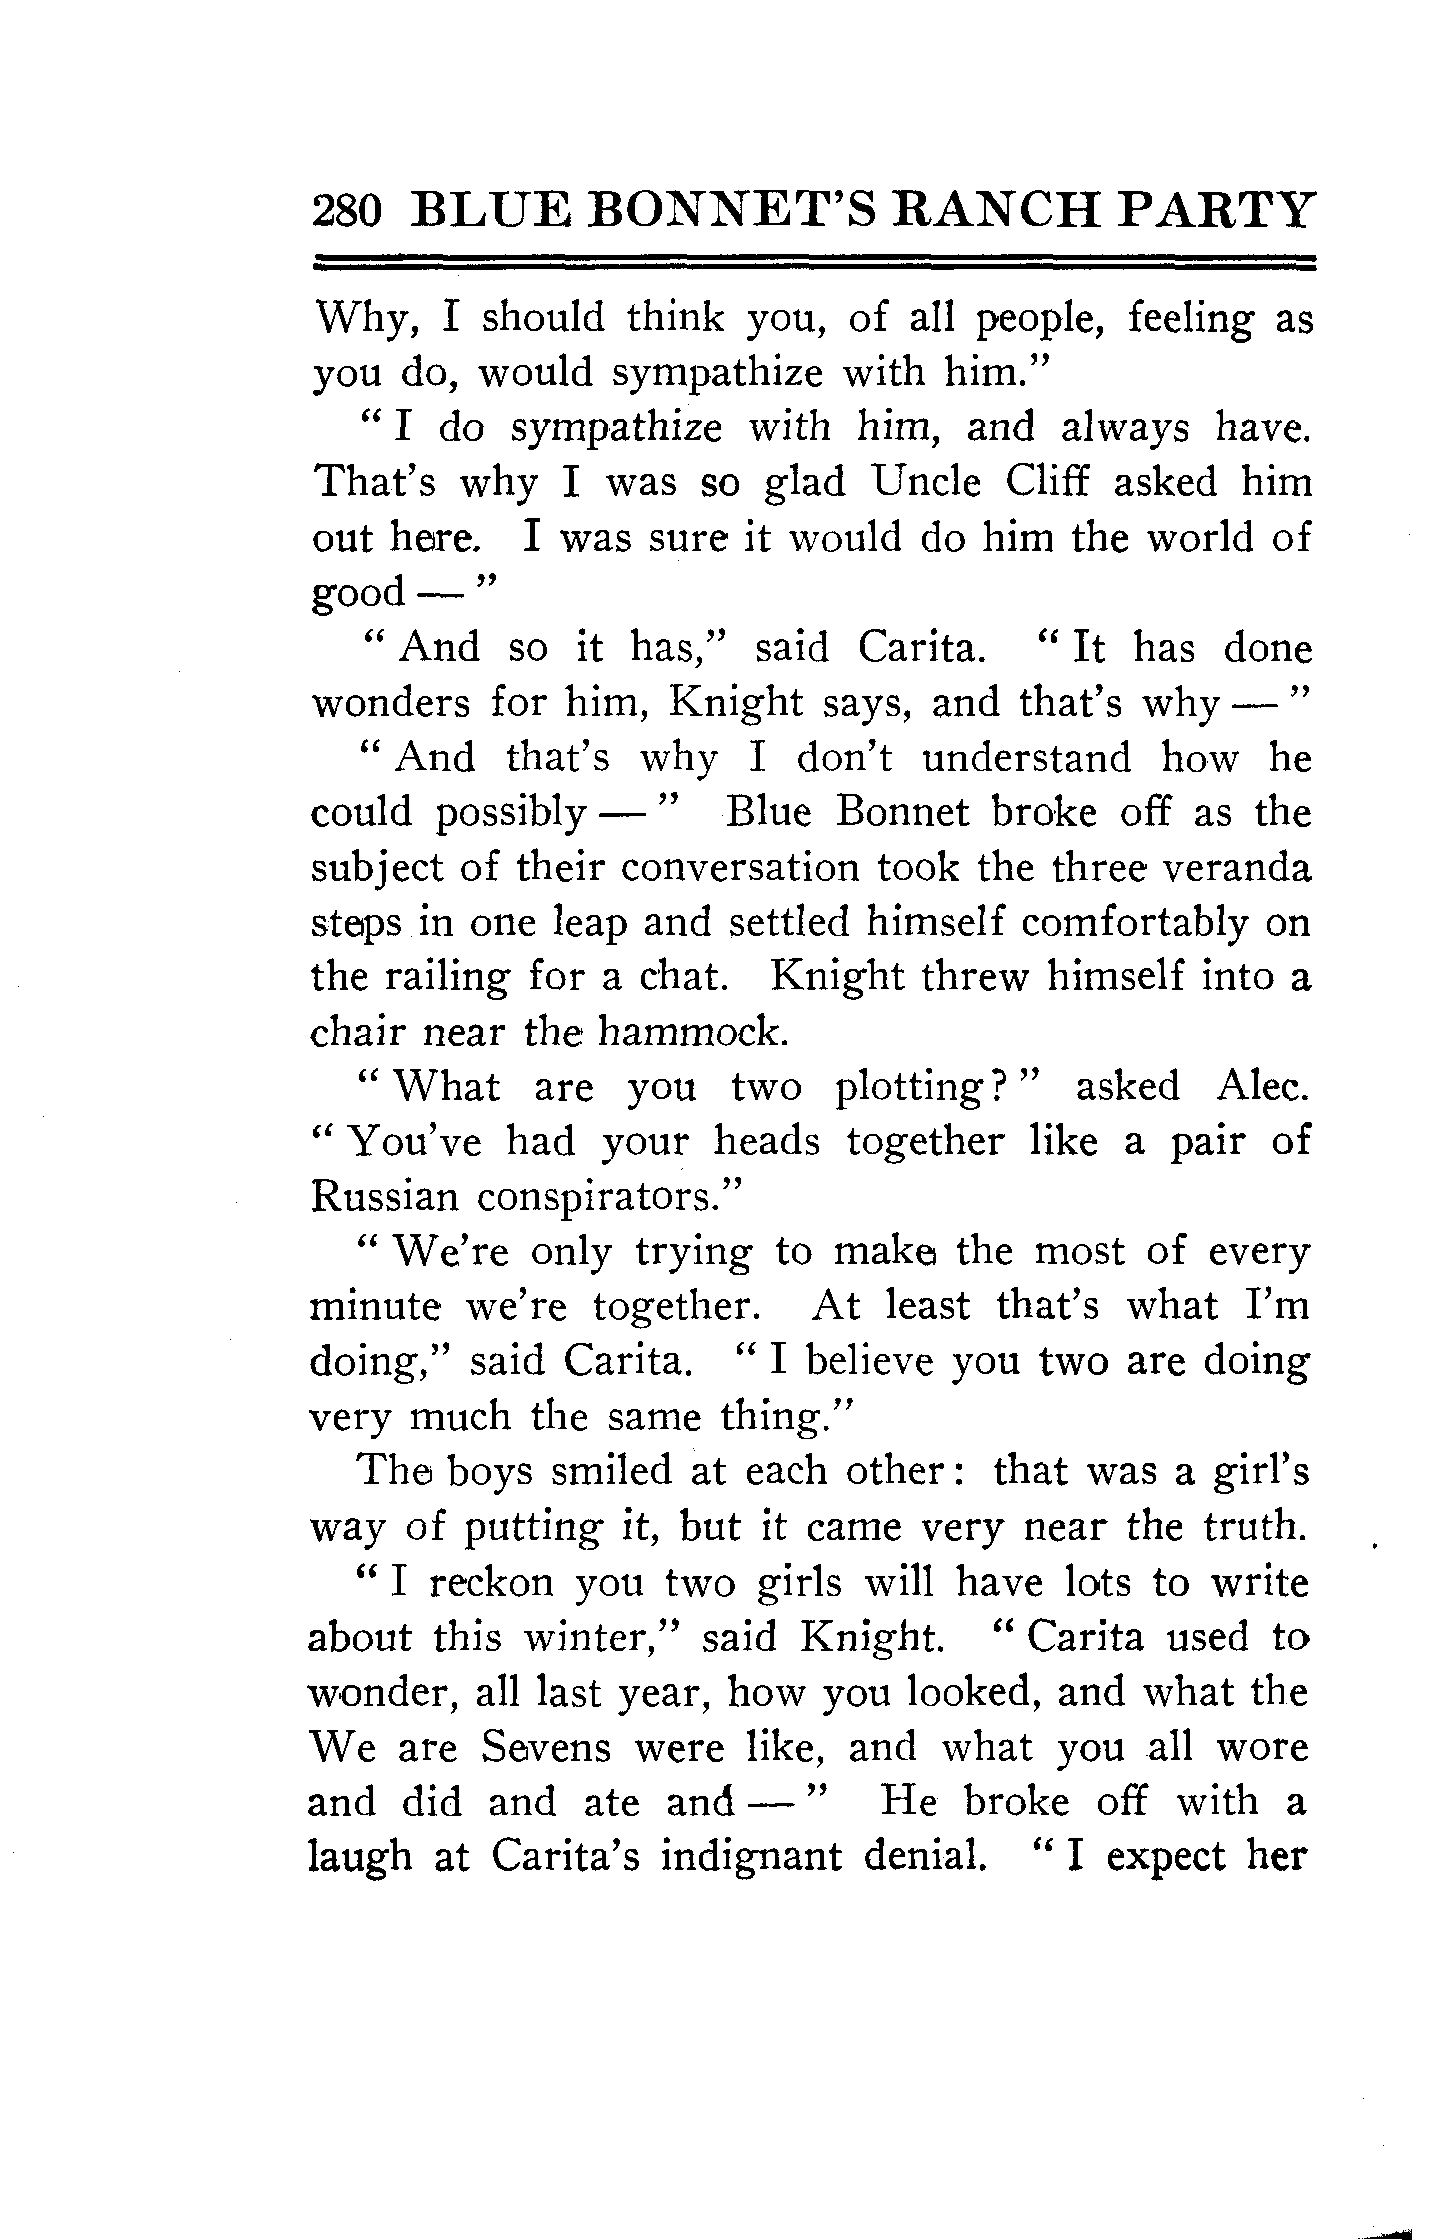 280 BLUE BONNET'S RANCH PARTY
Why, I should think you, of all people, feeling as
you do, would sympathize with him."
" I do sympathize with him, and always have.
That's why I was so glad Uncle Cliff asked him
out here. I was sure it would do him the world of
good — "
" And so it has," said Carita. " It has done
wonders for him, Knight says, and that's why — "
" And that's why I don't understand how he
could possibly — " Blue Bonnet broke off as the
subject of their conversation took the three veranda
steps in one leap and settled himself comfortably on
the railing for a chat. Knight threw himself into a
chair near the hammock.
" What are you two plotting? " asked Alec.
" You've had your heads together like a pair of
Russian conspirators."
" We're only trying to make the most of every
minute we're together. At least that's what I'm
doing," said Carita. " I believe you two are doing
very much the same thing."
The boys smiled at each other: that was a girl's
way of putting it, but it came very near the truth.
" I reckon you two girls will have lots to write
about this winter," said Knight. " Carita used to
wonder, all last year, how you looked, and what the
We are Sevens were like, and what you all wore
and did and ate and — " He broke off with a
laugh at Carita's indignant denial. " I expect her